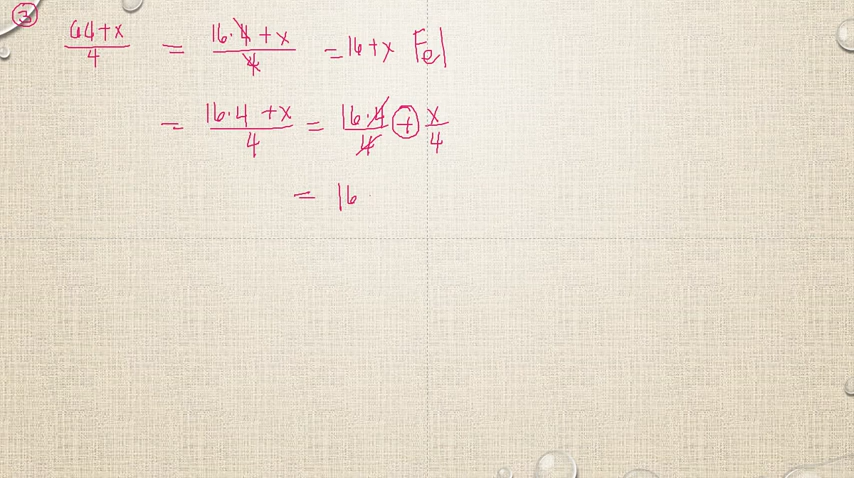 ③ (64+x)/4 = (16·4+x)/4 = 16+x Fel
= (16·4+x)/4 = (16·4)/4 + x/4
= 16